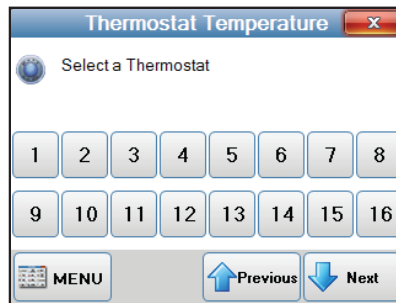 Thermostat Temperature x
Select a Thermostat
1 2 3 4 5 6 7 8
9 10 11 12 13 14 15 16
MENU Previous Next